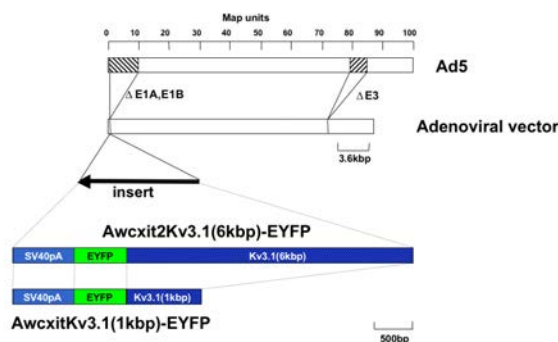 Map units
0 10 20 30 40 50 60 70 80 90 100
Ad5
Δ E1A,E1B
Δ E3
Adenoviral vector
3.6kbp
insert
Awcxit2Kv3.1(6kbp)-EYFP
SV40pA EYFP Kv3.1(6kbp)
SV40pA EYFP Kv3.1(1kbp)
AwcxitKv3.1(1kbp)-EYFP
500bp